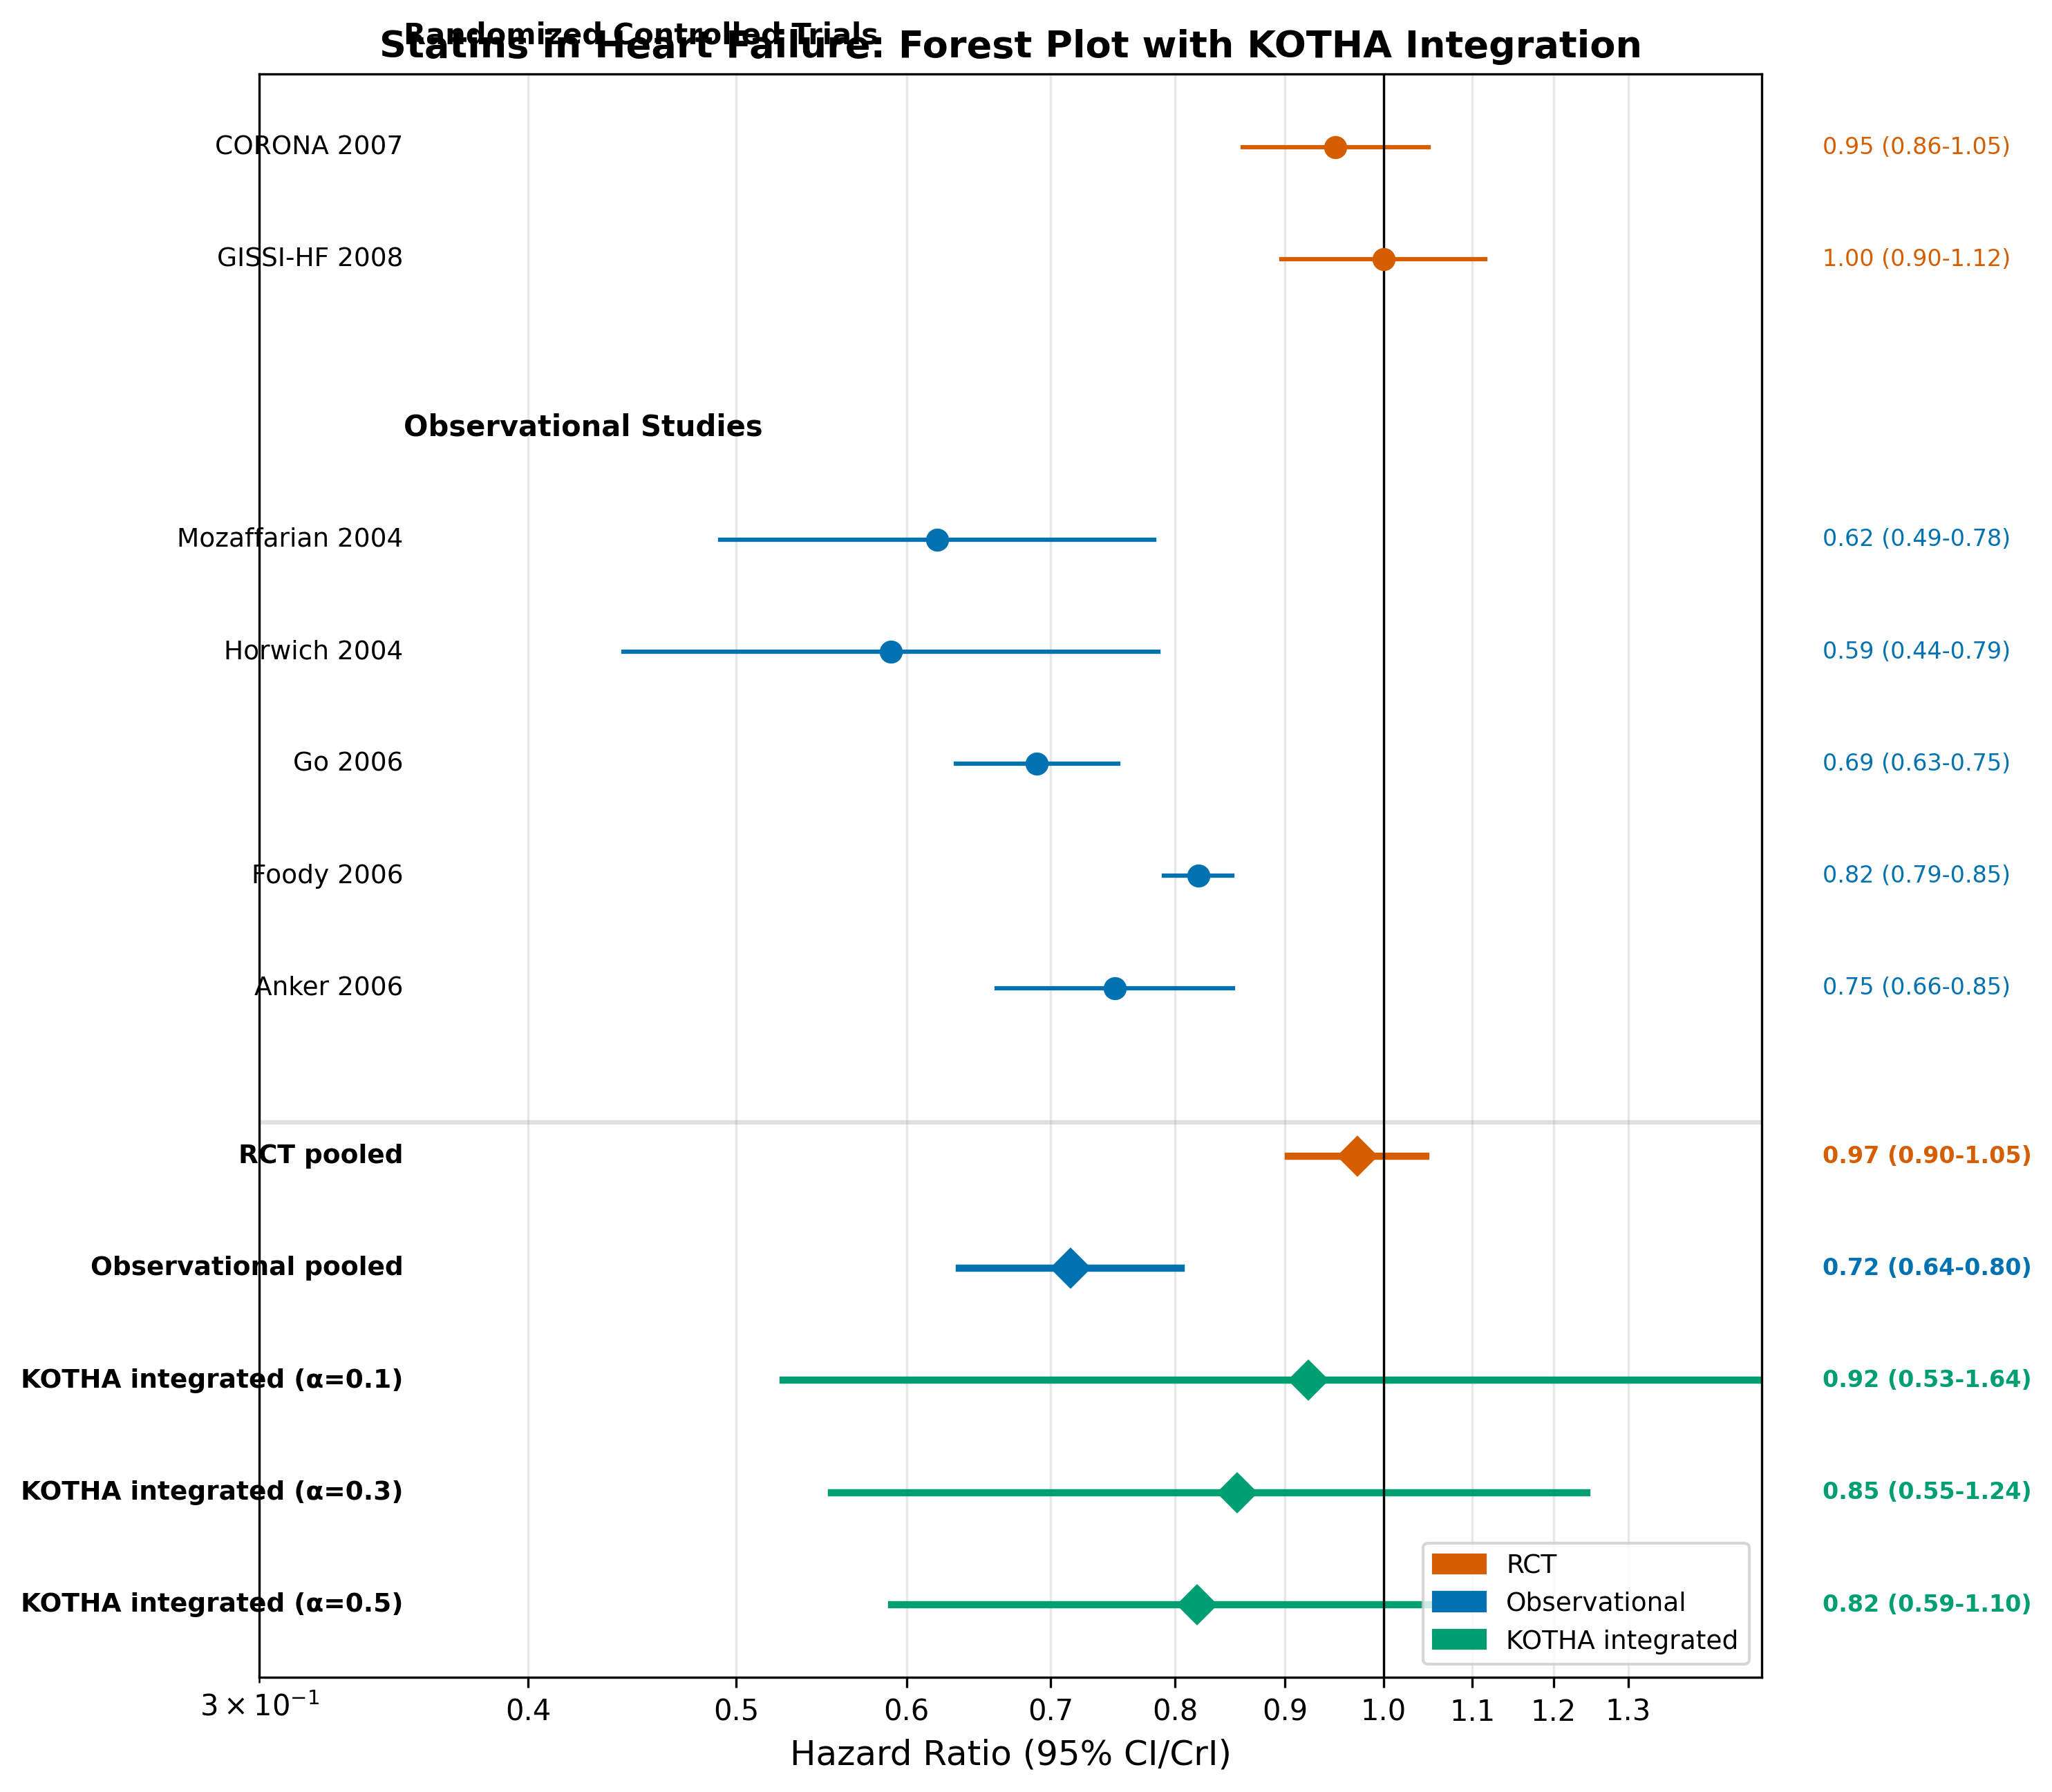 Randomized Controlled Trials
Statins in Heart Failure: Forest Plot with KOTHA Integration
CORONA 2007 0.95 (0.86-1.05)
GISSI-HF 2008 1.00 (0.90-1.12)
Observational Studies
Mozaffarian 2004 0.62 (0.49-0.78)
Horwich 2004 0.59 (0.44-0.79)
Go 2006 0.69 (0.63-0.75)
Foody 2006 0.82 (0.79-0.85)
Anker 2006 0.75 (0.66-0.85)
RCT pooled 0.97 (0.90-1.05)
Observational pooled 0.72 (0.64-0.80)
KOTHA integrated (α=0.1) 0.92 (0.53-1.64)
KOTHA integrated (α=0.3) 0.85 (0.55-1.24)
RCT
Observational
KOTHA integrated
KOTHA integrated (α=0.5) 0.82 (0.59-1.10)
3 × 10⁻¹ 0.4 0.5 0.6 0.7 0.8 0.9 1.0 1.1 1.2 1.3
Hazard Ratio (95% CI/CrI)